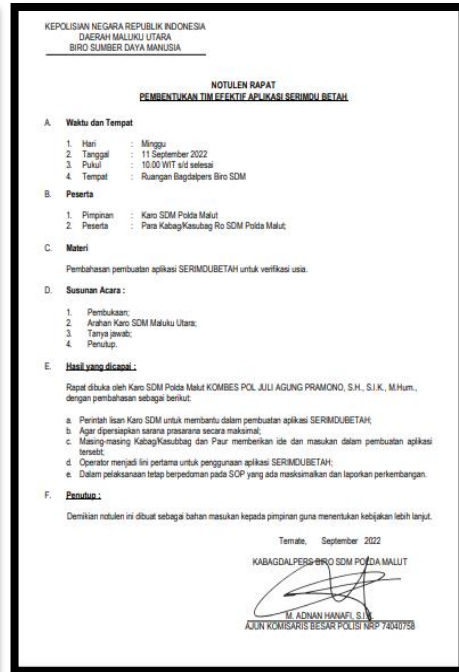 KEPOLISIAN NEGARA REPUBLIK INDONESIA
DAERAH MALUKU UTARA
BIRO SUMBER DAYA MANUSIA
NOTULEN RAPAT
PEMBENTUKAN TIM EFEKTIF APLIKASI SERIMDU BETAH
A. Waktu dan Tempat
1. Hari : Minggu
2. Tanggal : 11 September 2022
3. Pukul : 10.00 WIT s/d selesai
4. Tempat : Ruangan Bagdalpers Biro SDM
B. Peserta
1. Pimpinan : Karo SDM Polda Malut
2. Peserta : Para Kabag/Kasubag Ro SDM Polda Malut;
C. Materi
Pembahasan pembuatan aplikasi SERIMDUBETAH untuk verifikasi usia.
D. Susunan Acara :
1. Pembukaan;
2. Arahan Karo SDM Maluku Utara;
3. Tanya jawab;
4. Penutup.
E. Hasil yang dicapai :
Rapat dibuka oleh Karo SDM Polda Malut KOMBES POL JULI AGUNG PRAMONO, S.H., S.I.K., M.Hum.,
dengan pembahasan sebagai berikut:
a. Perintah lisan Karo SDM untuk membantu dalam pembuatan aplikasi SERIMDUBETAH;
b. Agar dipersiapkan sarana prasarana secara maksimal;
c. Masing-masing Kabag/Kasubbag dan Paur memberikan ide dan masukan dalam pembuatan aplikasi
tersebt;
d. Operator menjadi lini pertama untuk penggunaan aplikasi SERIMDUBETAH;
e. Dalam pelaksanaan tetap berpedoman pada SOP yang ada masksimalkan dan laporkan perkembangan.
F. Penutup :
Demikian notulen ini dibuat sebagai bahan masukan kepada pimpinan guna menentukan kebijakan lebih lanjut.
Ternate, September 2022
KABAGDALPERS BIRO SDM POLDA MALUT
M. ADNAN HANAFI, S.I.K.
AJUN KOMISARIS BESAR POLISI NRP 74040758